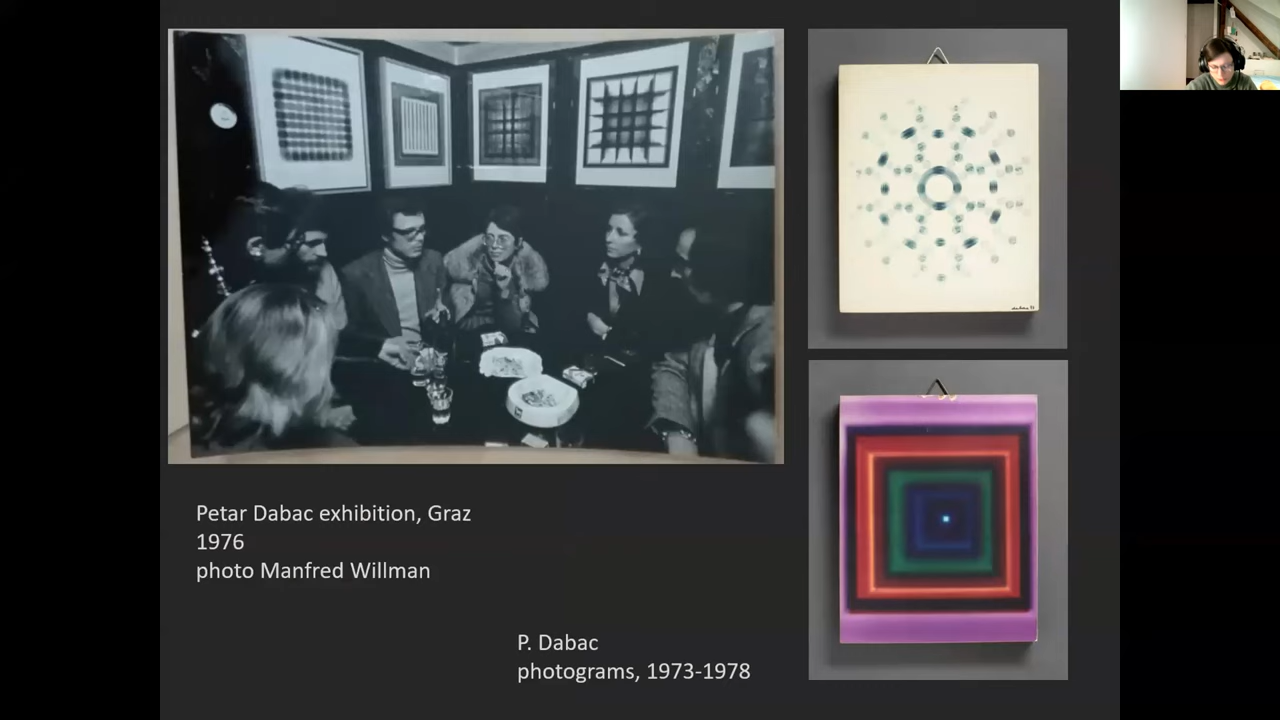 Petar Dabac exhibition, Graz
1976
photo Manfred Willman
P. Dabac
photograms, 1973-1978